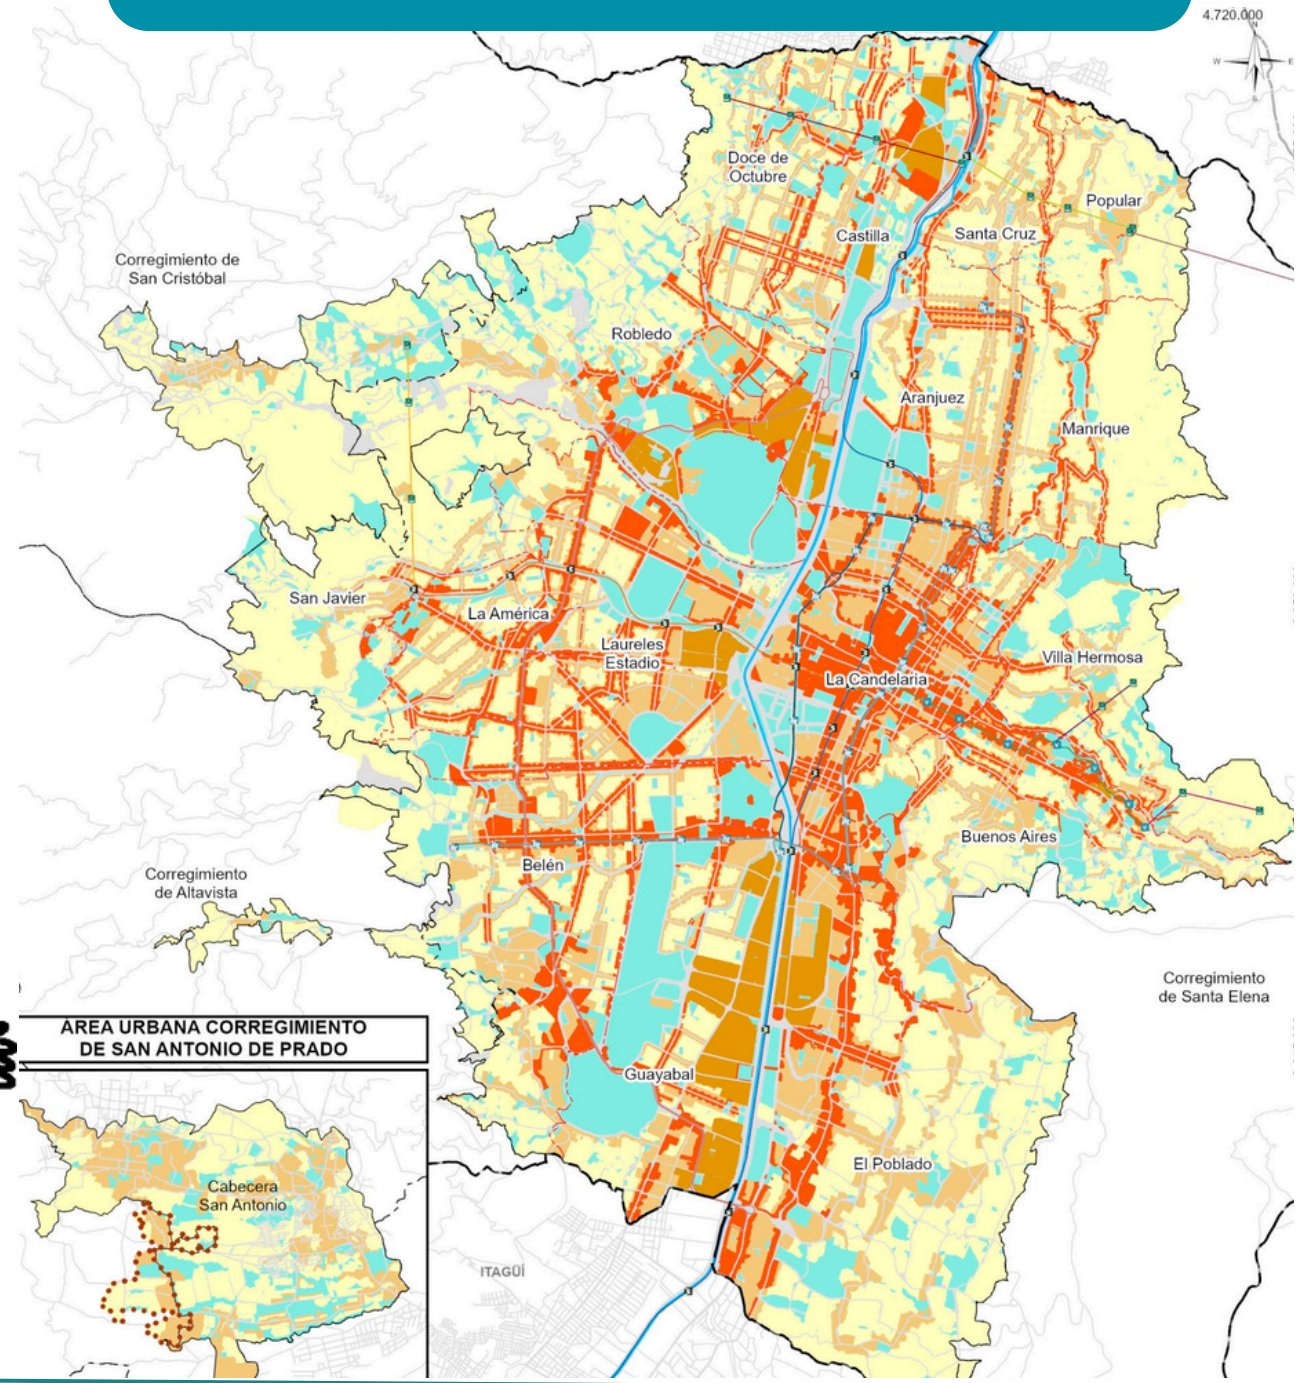 4.720.000
N
W
E
S
Doce de
Octubre
Popular
Castilla
Santa Cruz
Corregimiento de
San Cristóbal
Robledo
Aranjuez
Manrique
San Javier
La América
Laureles
Estadio
Villa Hermosa
La Candelaria
Buenos Aires
Belén
Corregimiento
de Altavista
Corregimiento
de Santa Elena
AREA URBANA CORREGIMIENTO
DE SAN ANTONIO DE PRADO
Guayabal
El Poblado
Cabecera
San Antonio
ITAGÜÍ